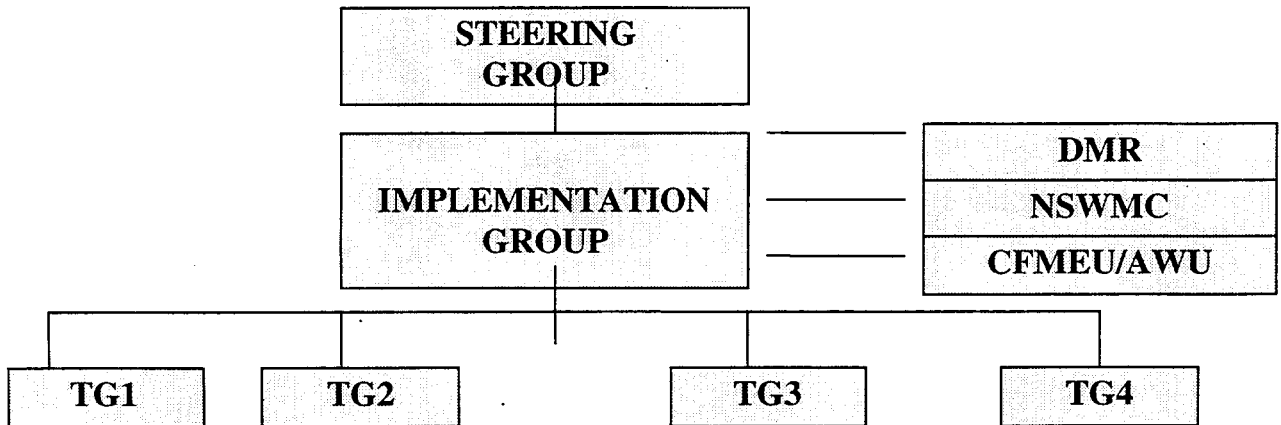 STEERING
GROUP
IMPLEMENTATION
GROUP
DMR
NSWMC
CFMEU/AWU
TG1
TG2
TG3
TG4